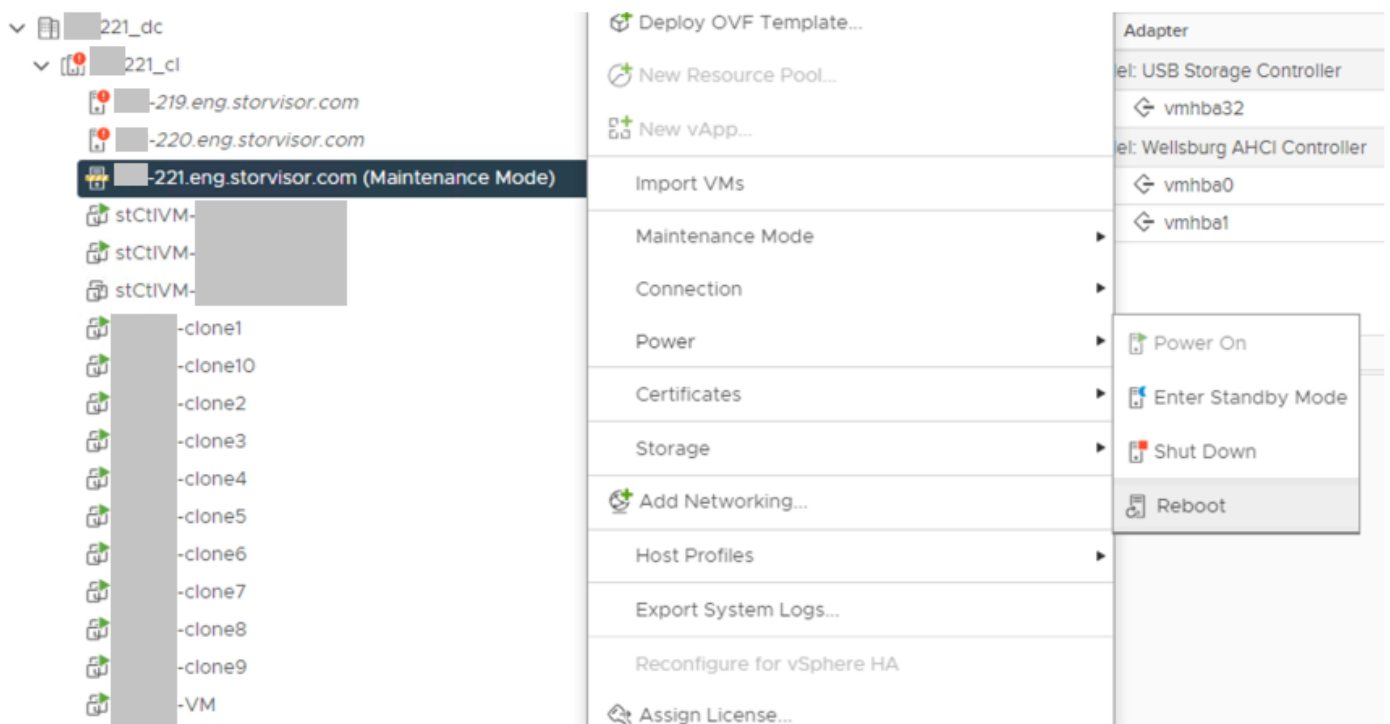 221_dc
221_cl
-219.eng.storvisor.com
-220.eng.storvisor.com
-221.eng.storvisor.com (Maintenance Mode)
stCtlVM-
stCtlVM-
stCtlVM-
-clone1
-clone10
-clone2
-clone3
-clone4
-clone5
-clone6
-clone7
-clone8
-clone9
-VM
Deploy OVF Template...
New Resource Pool...
New vApp...
Import VMs
Maintenance Mode
Connection
Power
Certificates
Storage
Add Networking...
Host Profiles
Export System Logs...
Reconfigure for vSphere HA
Assign License...
Power On
Enter Standby Mode
Shut Down
Reboot
Adapter
el: USB Storage Controller
vmhba32
el: Wellsburg AHCI Controller
vmhba0
vmhba1